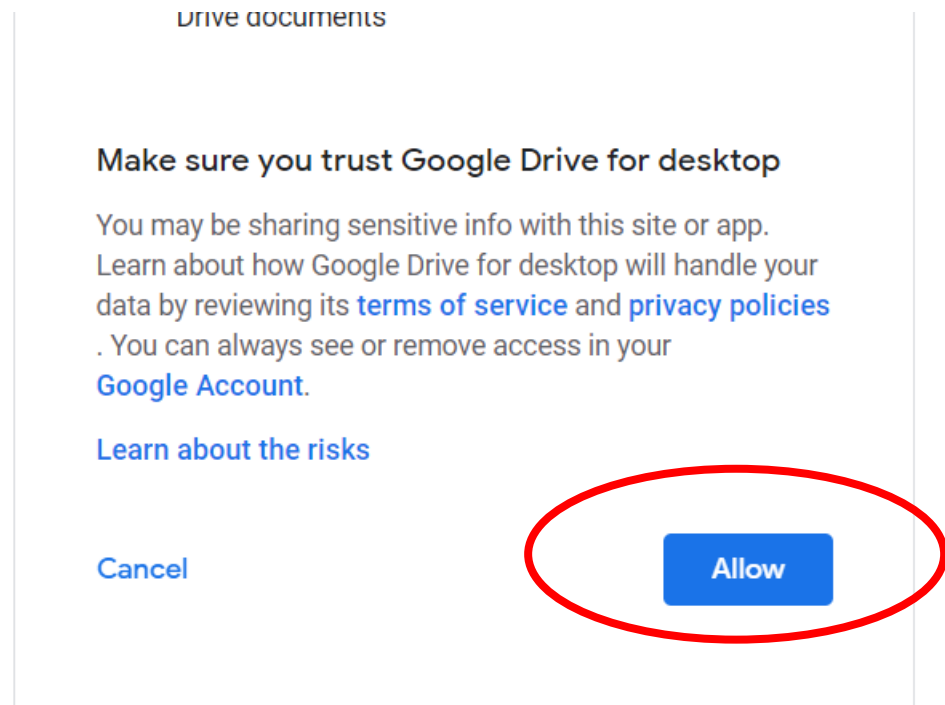 Drive documents
Make sure you trust Google Drive for desktop
You may be sharing sensitive info with this site or app.
Learn about how Google Drive for desktop will handle your
data by reviewing its terms of service and privacy policies
. You can always see or remove access in your
Google Account.
Learn about the risks
Cancel
Allow